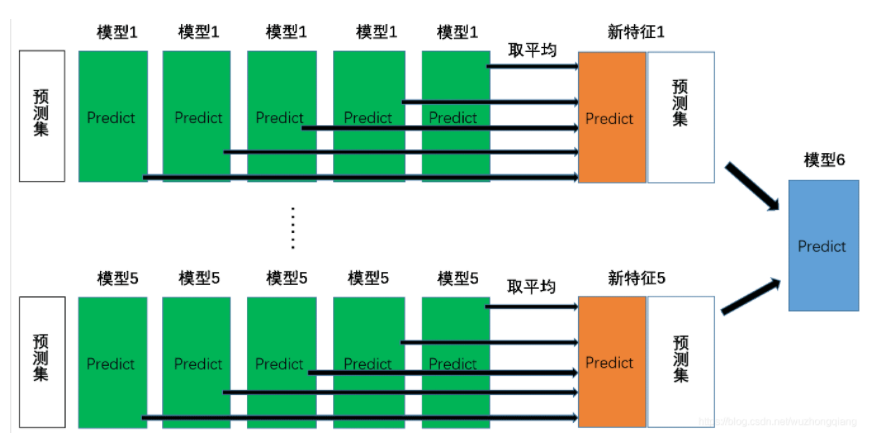 模型1 模型1 模型1 模型1 模型1 新特征1
取平均
预测集 Predict Predict Predict Predict Predict Predict 预测集
模型6
Predict
......
模型5 模型5 模型5 模型5 模型5 新特征5
取平均
预测集 Predict Predict Predict Predict Predict Predict 预测集
https://blog.csdn.net/wuzhongqiang